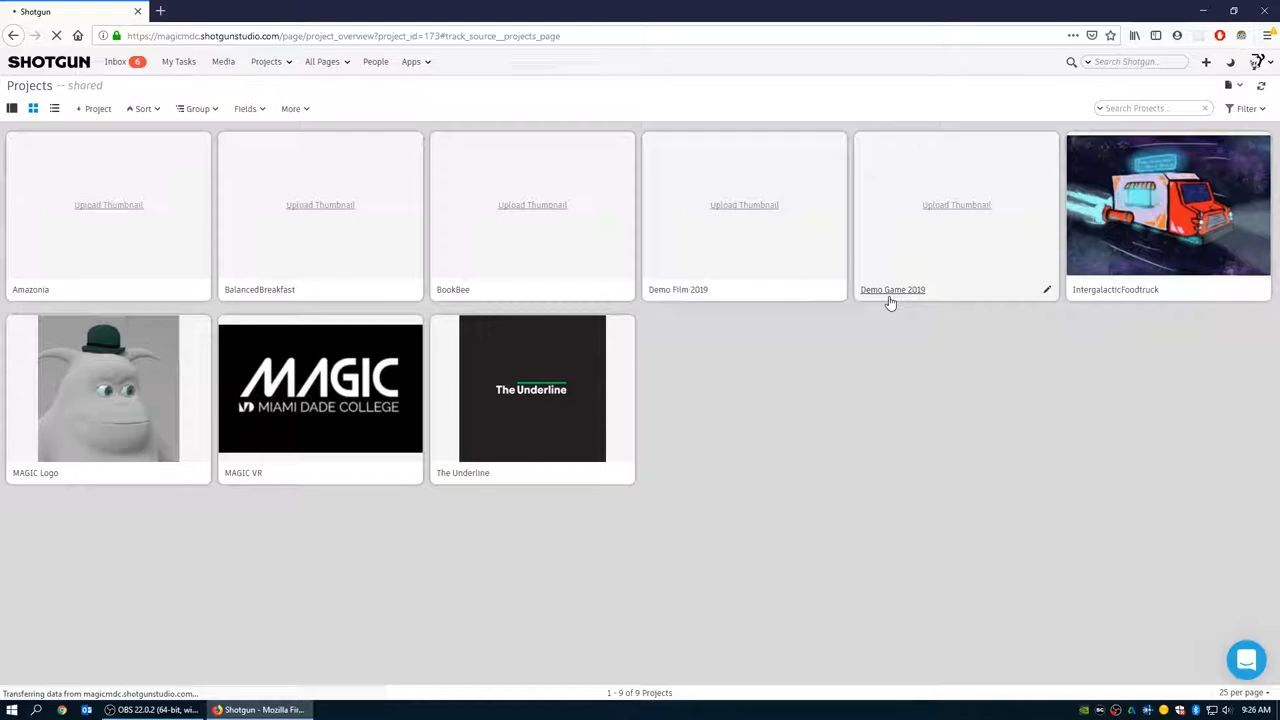 Shotgun
https://magicmdc.shotgunstudio.com/page/project_overview?project_id=173#track_source__projects_page
SHOTGUN Inbox 6 My Tasks Media Projects All Pages People Apps Search Shotgun...
Projects -- shared
+ Project Sort Group Fields More Search Projects... Filter
Upload Thumbnail Upload Thumbnail Upload Thumbnail Upload Thumbnail Upload Thumbnail
Amazonia BalancedBreakfast BookBee Demo Film 2019 Demo Game 2019 IntergalacticFoodtruck
MAGIC
MIAMI DADE COLLEGE
The Underline
MAGIC Logo MAGIC VR The Underline
Transferring data from magicmdc.shotgunstudio.com... 1 - 9 of 9 Projects 25 per page
OBS 22.0.2 (64-bit, wi... Shotgun - Mozilla Fir... 9:26 AM